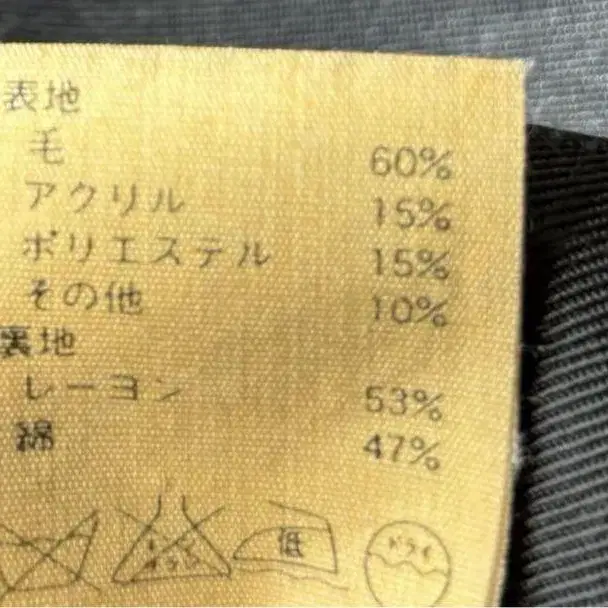 表地
毛 60%
アクリル 15%
ポリエステル 15%
その他 10%
裏地
レーヨン 53%
綿 47%
低
ドライ